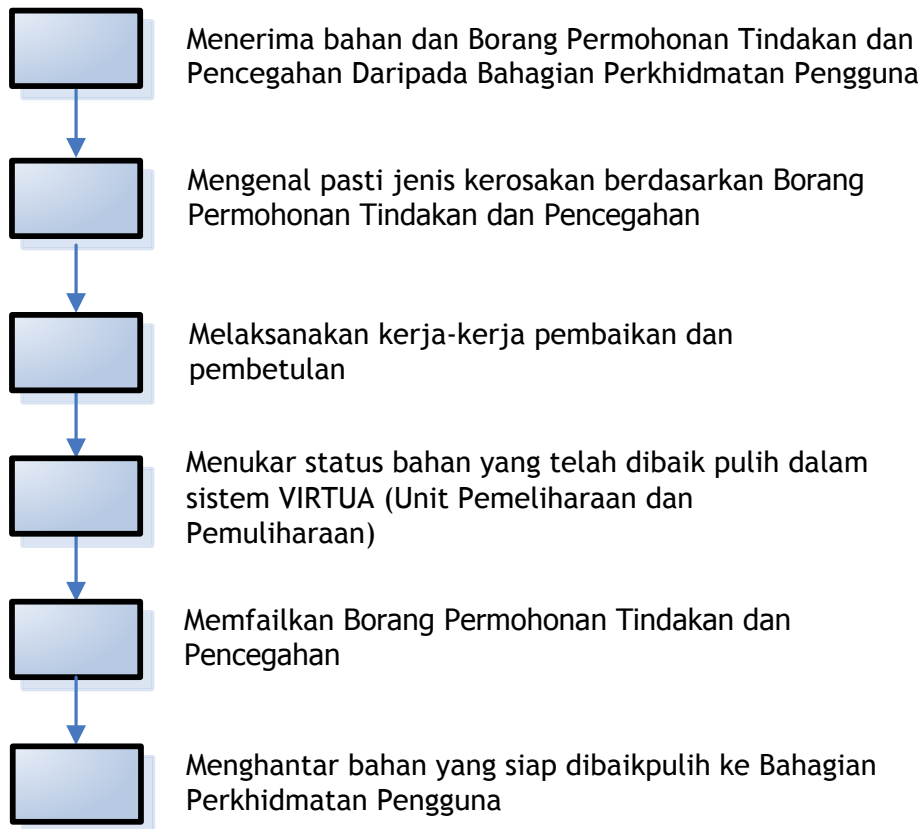 Menerima bahan dan Borang Permohonan Tindakan dan
Pencegahan Daripada Bahagian Perkhidmatan Pengguna
Mengenal pasti jenis kerosakan berdasarkan Borang
Permohonan Tindakan dan Pencegahan
Melaksanakan kerja-kerja pembaikan dan
pembetulan
Menukar status bahan yang telah dibaik pulih dalam
sistem VIRTUA (Unit Pemeliharaan dan
Pemuliharaan)
Memfailkan Borang Permohonan Tindakan dan
Pencegahan
Menghantar bahan yang siap dibaikpulih ke Bahagian
Perkhidmatan Pengguna